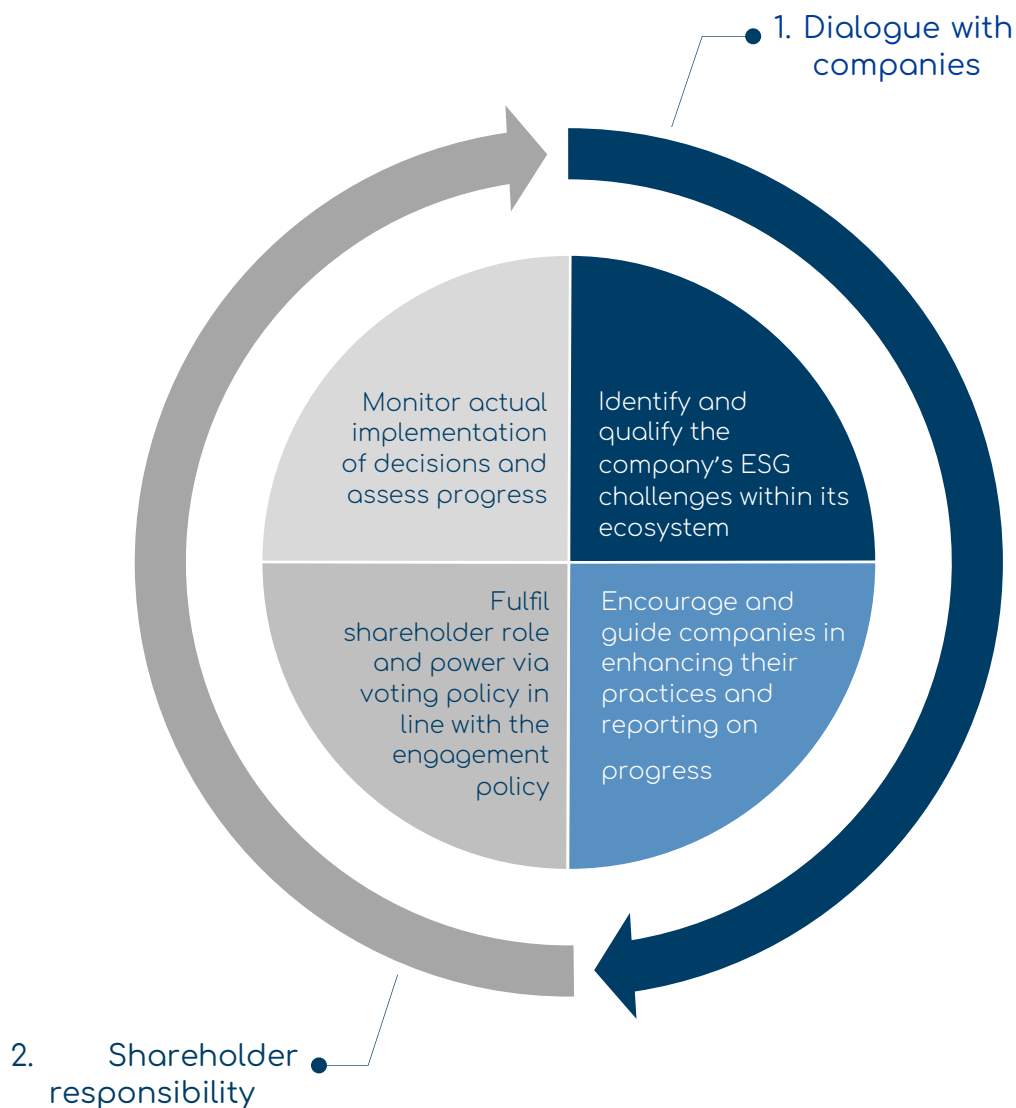 1. Dialogue with
companies
Monitor actual
implementation
of decisions and
assess progress
Identify and
qualify the
company’s ESG
challenges within its
ecosystem
Fulfil
shareholder role
and power via
voting policy in
line with the
engagement
policy
Encourage and
guide companies in
enhancing their
practices and
reporting on
progress
2. Shareholder
responsibility